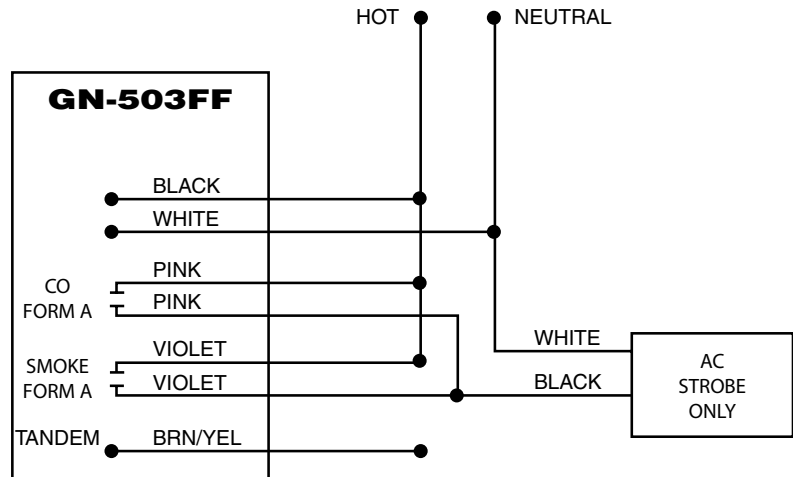 HOT
NEUTRAL
GN-503FF
BLACK
WHITE
CO
FORM A
PINK
PINK
SMOKE
FORM A
VIOLET
VIOLET
TANDEM
BRN/YEL
WHITE
BLACK
AC
STROBE
ONLY